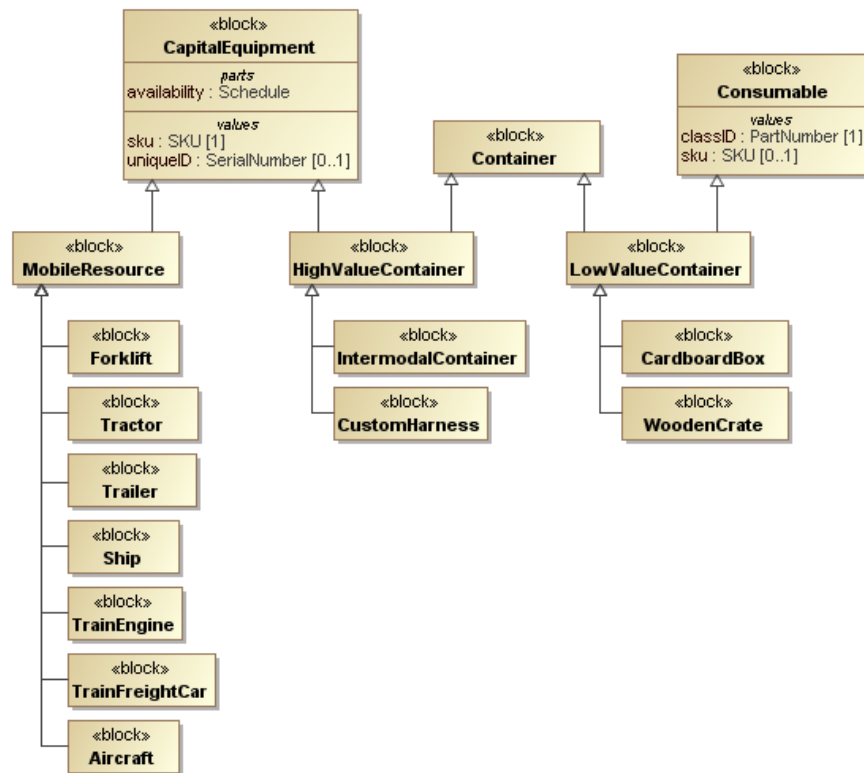 «block»
CapitalEquipment
parts
availability : Schedule
values
sku : SKU [1]
uniqueID : SerialNumber [0..1]
«block»
Container
«block»
Consumable
values
classID : PartNumber [1]
sku : SKU [0..1]
«block»
MobileResource
«block»
HighValueContainer
«block»
LowValueContainer
«block»
Forklift
«block»
Tractor
«block»
Trailer
«block»
Ship
«block»
TrainEngine
«block»
TrainFreightCar
«block»
Aircraft
«block»
IntermodalContainer
«block»
CustomHarness
«block»
CardboardBox
«block»
WoodenCrate